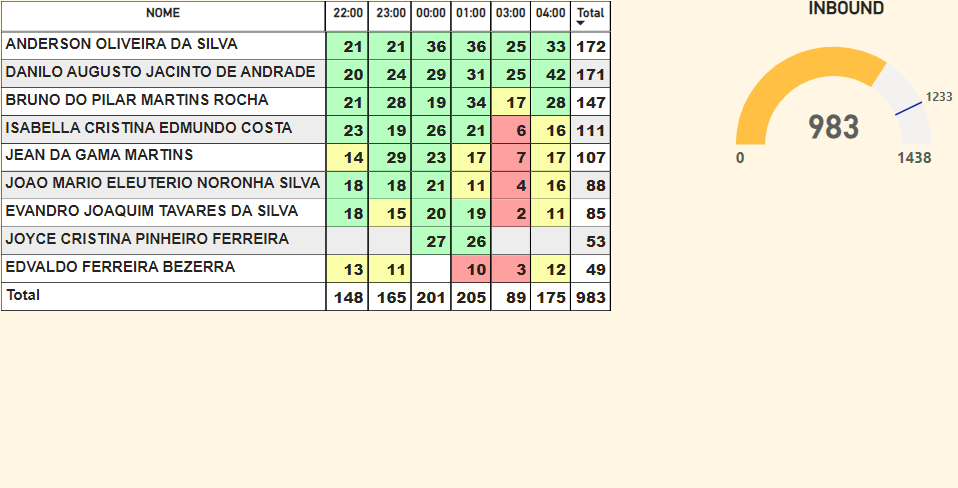 NOME 22:00 23:00 00:00 01:00 03:00 04:00 Total
ANDERSON OLIVEIRA DA SILVA 21 21 36 36 25 33 172
DANILO AUGUSTO JACINTO DE ANDRADE 20 24 29 31 25 42 171
BRUNO DO PILAR MARTINS ROCHA 21 28 19 34 17 28 147
ISABELLA CRISTINA EDMUNDO COSTA 23 19 26 21 6 16 111
JEAN DA GAMA MARTINS 14 29 23 17 7 17 107
JOAO MARIO ELEUTERIO NORONHA SILVA 18 18 21 11 4 16 88
EVANDRO JOAQUIM TAVARES DA SILVA 18 15 20 19 2 11 85
JOYCE CRISTINA PINHEIRO FERREIRA 27 26 53
EDVALDO FERREIRA BEZERRA 13 11 10 3 12 49
Total 148 165 201 205 89 175 983
INBOUND
1233
983
0 1438